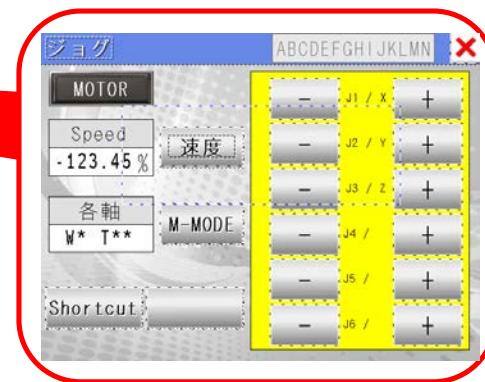 ジョグ ABCDEFGHIJKLMN
MOTOR
Speed
-123.45 %
速度
各軸
W* T**
M-MODE
Shortcut
− J1 / X +
− J2 / Y +
− J3 / Z +
− J4 / +
− J5 / +
− J6 / +